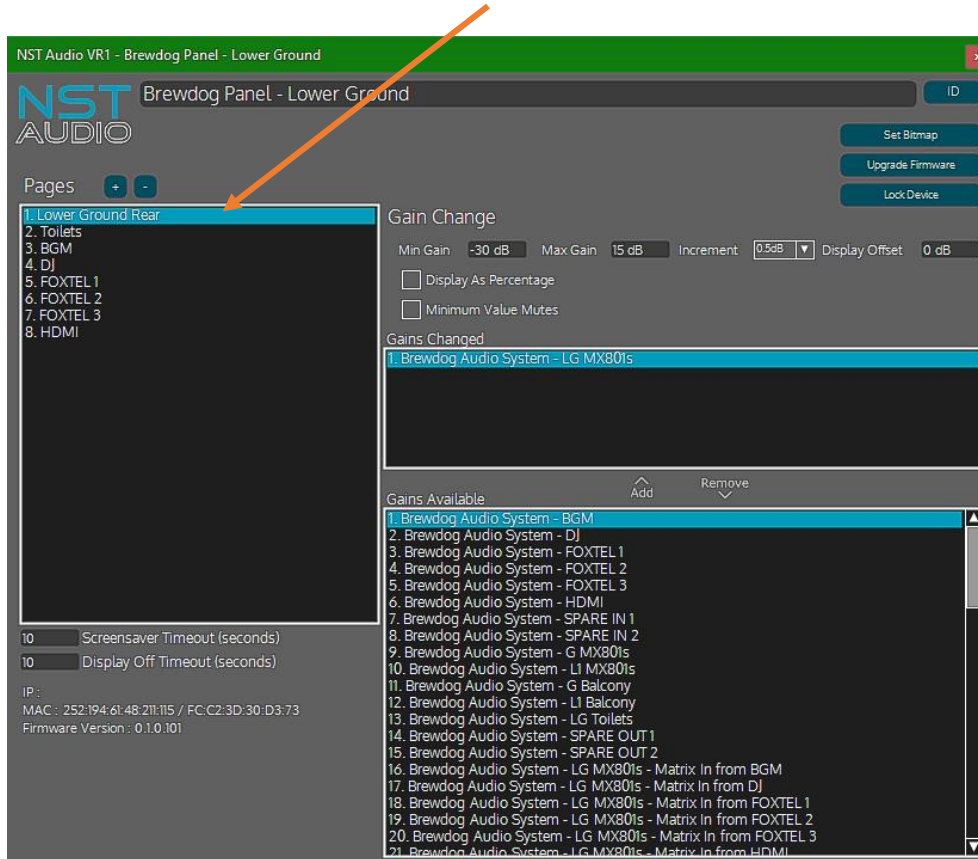 NST Audio VR1 - Brewdog Panel - Lower Ground
x
NST
AUDIO
Brewdog Panel - Lower Ground
ID
Set Bitmap
Upgrade Firmware
Lock Device
Pages + -
1. Lower Ground Rear
2. Toilets
3. BGM
4. DJ
5. FOXTEL 1
6. FOXTEL 2
7. FOXTEL 3
8. HDMI
10 Screensaver Timeout (seconds)
10 Display Off Timeout (seconds)
IP :
MAC : 252:194:61:48:211:115 / FC:C2:3D:30:D3:73
Firmware Version : 0.1.0.101
Gain Change
Min Gain -30 dB Max Gain 15 dB Increment 0.5dB Display Offset 0 dB
Display As Percentage
Minimum Value Mutes
Gains Changed
1. Brewdog Audio System - LG MX801s
Add Remove
Gains Available
1. Brewdog Audio System - BGM
2. Brewdog Audio System - DJ
3. Brewdog Audio System - FOXTEL 1
4. Brewdog Audio System - FOXTEL 2
5. Brewdog Audio System - FOXTEL 3
6. Brewdog Audio System - HDMI
7. Brewdog Audio System - SPARE IN 1
8. Brewdog Audio System - SPARE IN 2
9. Brewdog Audio System - G MX801s
10. Brewdog Audio System - L1 MX801s
11. Brewdog Audio System - G Balcony
12. Brewdog Audio System - L1 Balcony
13. Brewdog Audio System - LG Toilets
14. Brewdog Audio System - SPARE OUT 1
15. Brewdog Audio System - SPARE OUT 2
16. Brewdog Audio System - LG MX801s - Matrix In from BGM
17. Brewdog Audio System - LG MX801s - Matrix In from DJ
18. Brewdog Audio System - LG MX801s - Matrix In from FOXTEL 1
19. Brewdog Audio System - LG MX801s - Matrix In from FOXTEL 2
20. Brewdog Audio System - LG MX801s - Matrix In from FOXTEL 3
21. Brewdog Audio System - LG MX801s - Matrix In from HDMI